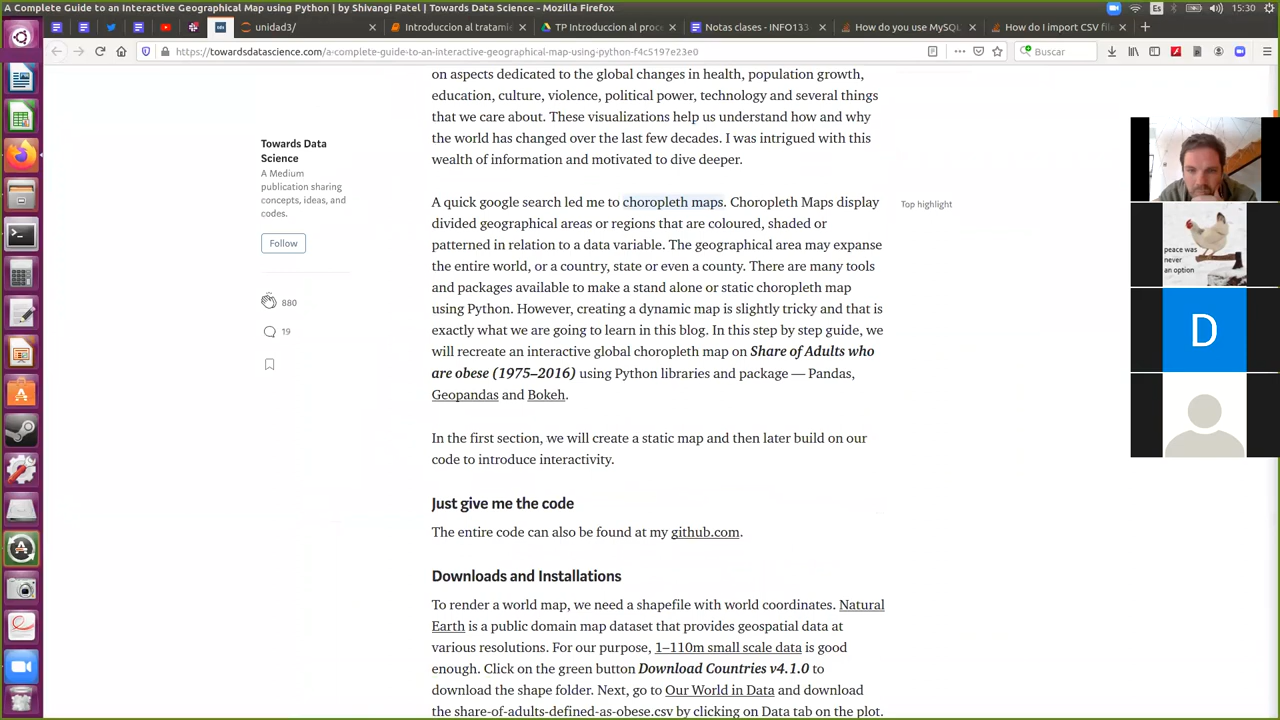 A Complete Guide to an Interactive Geographical Map using Python | by Shivangi Patel | Towards Data Science - Mozilla Firefox
Es
15:30
unidad3/
Introduccion al tratamie
TP Introduccion al proce
Notas clases - INFO133
How do you use MySQL
How do I import CSV file
https://towardsdatascience.com/a-complete-guide-to-an-interactive-geographical-map-using-python-f4c5197e23e0
Buscar
on aspects dedicated to the global changes in health, population growth,
education, culture, violence, political power, technology and several things
that we care about. These visualizations help us understand how and why
the world has changed over the last few decades. I was intrigued with this
wealth of information and motivated to dive deeper.
Towards Data
Science
A Medium
publication sharing
concepts, ideas, and
codes.
Follow
880
19
A quick google search led me to choropleth maps. Choropleth Maps display
divided geographical areas or regions that are coloured, shaded or
patterned in relation to a data variable. The geographical area may expanse
the entire world, or a country, state or even a county. There are many tools
and packages available to make a stand alone or static choropleth map
using Python. However, creating a dynamic map is slightly tricky and that is
exactly what we are going to learn in this blog. In this step by step guide, we
will recreate an interactive global choropleth map on Share of Adults who
are obese (1975–2016) using Python libraries and package — Pandas,
Geopandas and Bokeh.
Top highlight
In the first section, we will create a static map and then later build on our
code to introduce interactivity.
Just give me the code
The entire code can also be found at my github.com.
Downloads and Installations
To render a world map, we need a shapefile with world coordinates. Natural
Earth is a public domain map dataset that provides geospatial data at
various resolutions. For our purpose, 1–110m small scale data is good
enough. Click on the green button Download Countries v4.1.0 to
download the shape folder. Next, go to Our World in Data and download
the share-of-adults-defined-as-obese.csv by clicking on Data tab on the plot.
peace was
never
an option
D